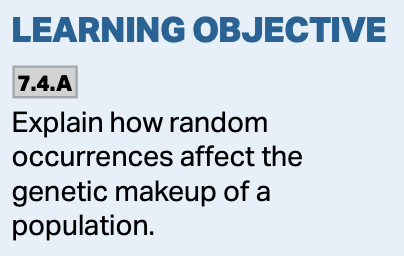 LEARNING OBJECTIVE
7.4.A
Explain how random
occurrences affect the
genetic makeup of a
population.